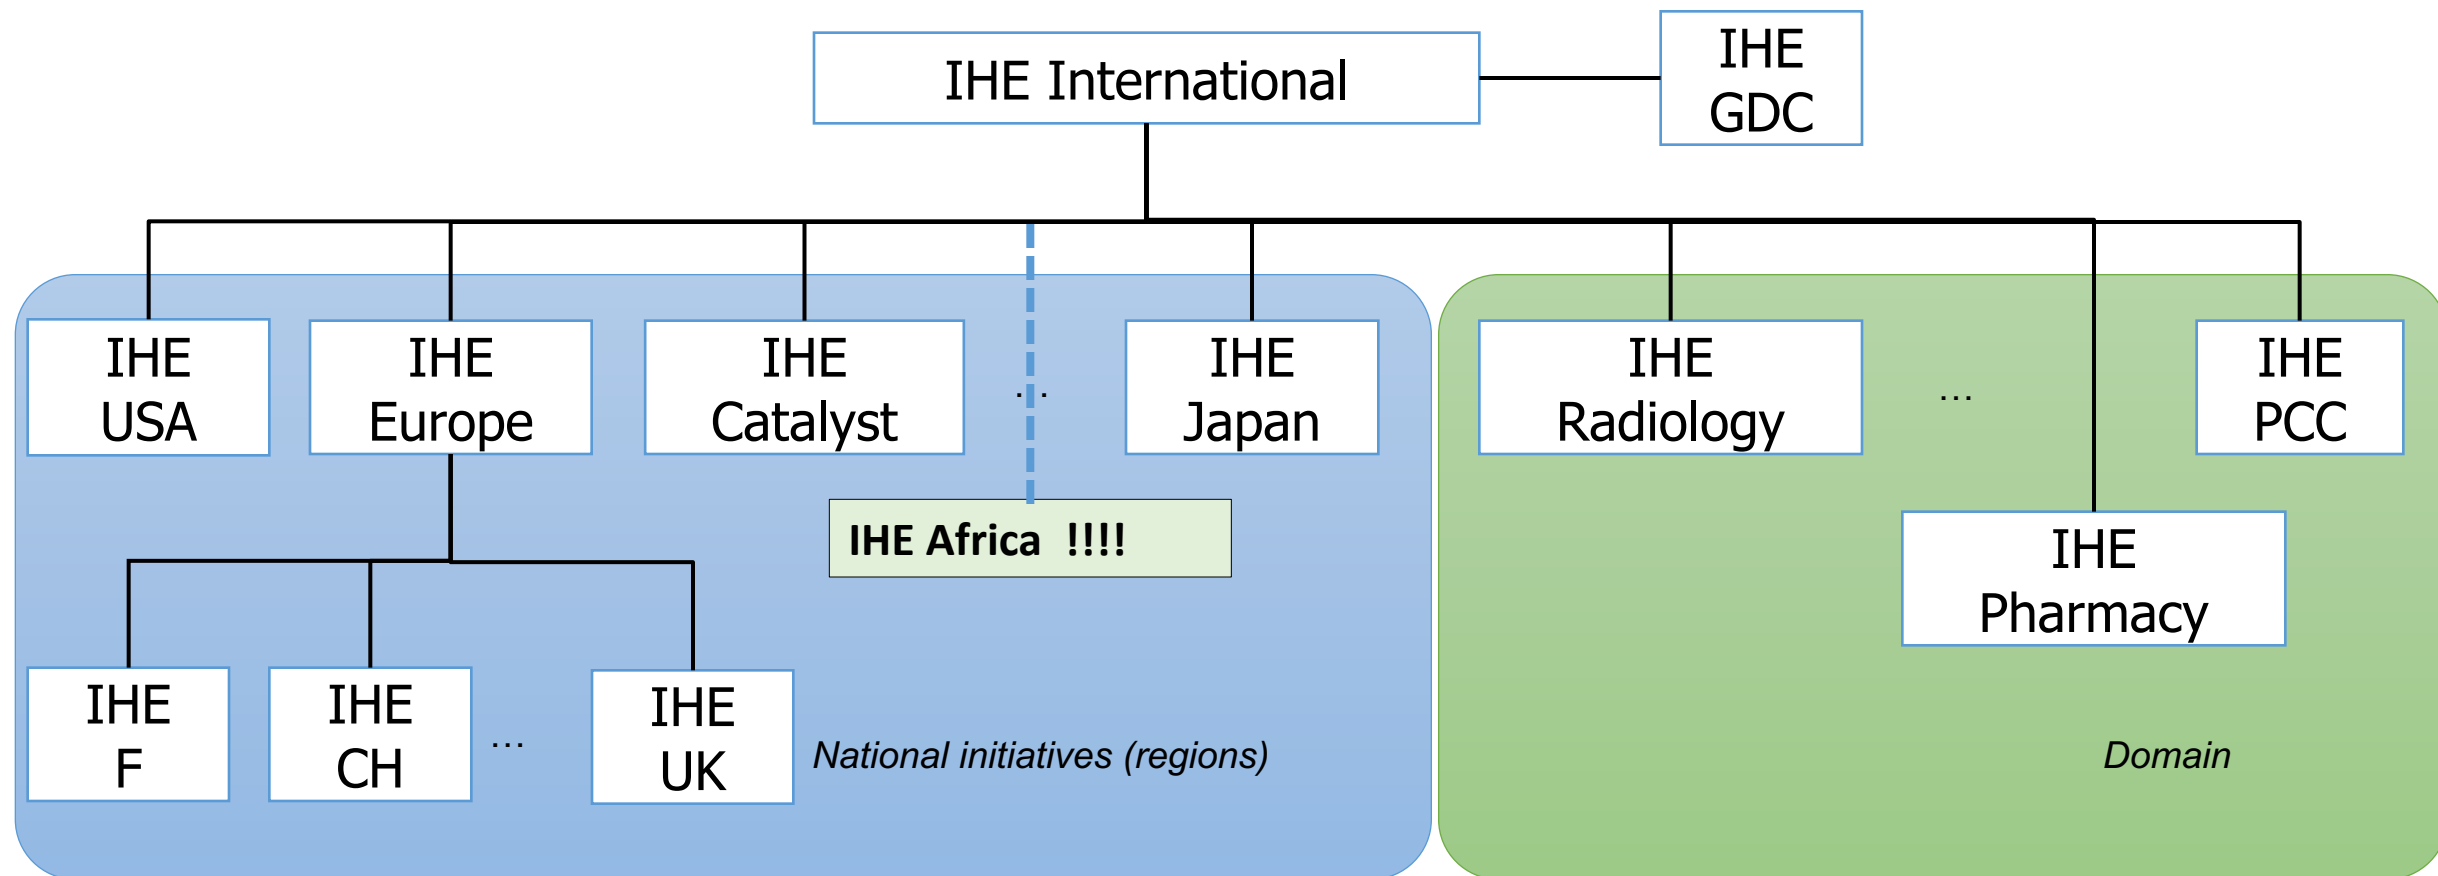 IHE International
IHE
GDC
IHE
USA
IHE
Europe
IHE
Catalyst
...
IHE
Japan
IHE
Radiology
...
IHE
PCC
IHE Africa  !!!!
IHE
Pharmacy
IHE
F
IHE
CH
...
IHE
UK
National initiatives (regions)
Domain